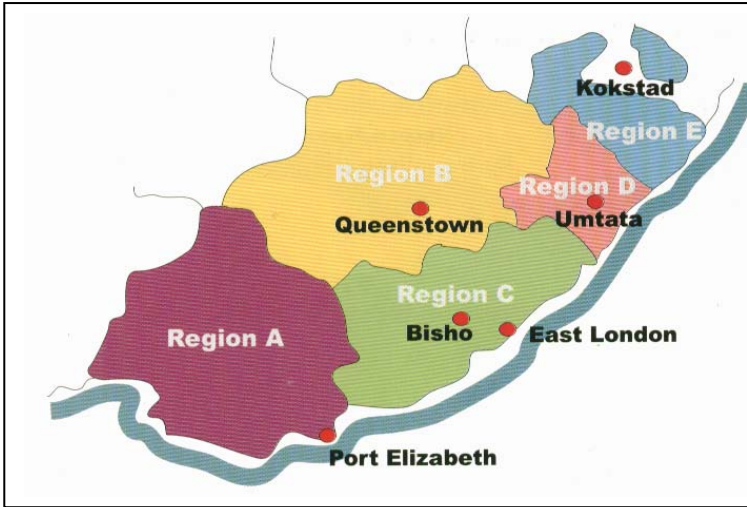 Kokstad
Region E
Region B
Region D
Queenstown
Umtata
Region C
Region A
Bisho
East London
Port Elizabeth